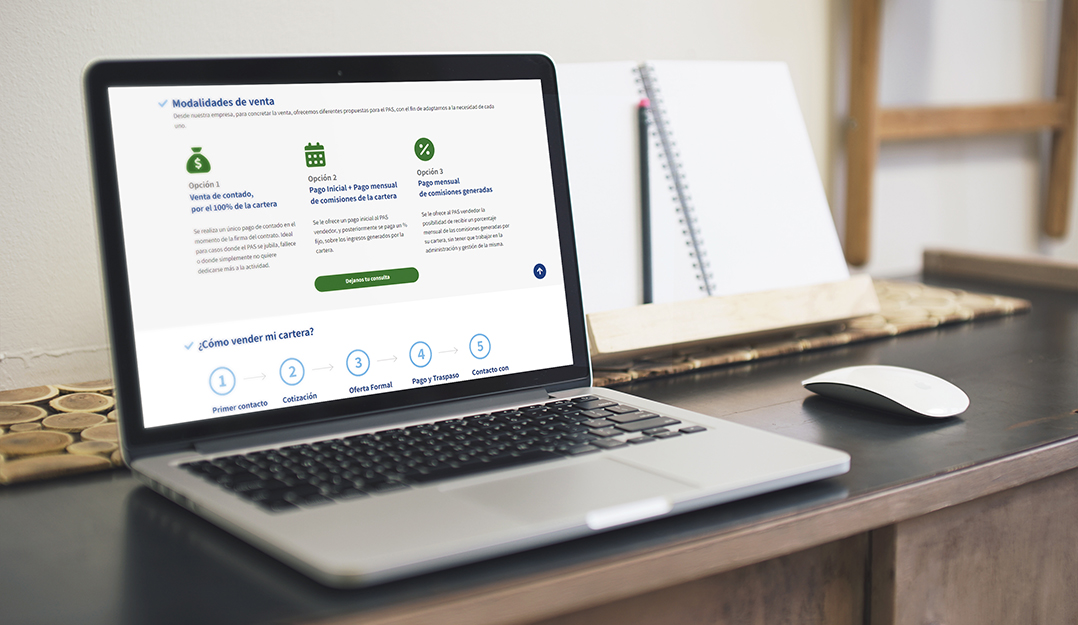 Modalidades de venta
Desde nuestra empresa, para concretar la venta, ofrecemos diferentes propuestas para el PAS, con el fin de adaptarnos a la necesidad de cada
uno.
Opción 1
Venta de contado,
por el 100% de la cartera
Se realiza un único pago de contado en el
momento de la firma del contrato. Ideal
para casos donde el PAS se jubila, fallece
o donde simplemente no quiere
dedicarse más a la actividad.
Opción 2
Pago Inicial + Pago mensual
de comisiones de la cartera
Se le ofrece un pago inicial al PAS
vendedor, y posteriormente se paga un %
fijo, sobre los ingresos generados por la
cartera.
Opción 3
Pago mensual
de comisiones generadas
Se le ofrece al PAS vendedor la
posibilidad de recibir un porcentaje
mensual de las comisiones generadas por
su cartera, sin tener que trabajar en la
administración y gestión de la misma.
Dejanos tu consulta
¿Cómo vender mi cartera?
1
Primer contacto
2
Cotización
3
Oferta Formal
4
Pago y Traspaso
5
Contacto con